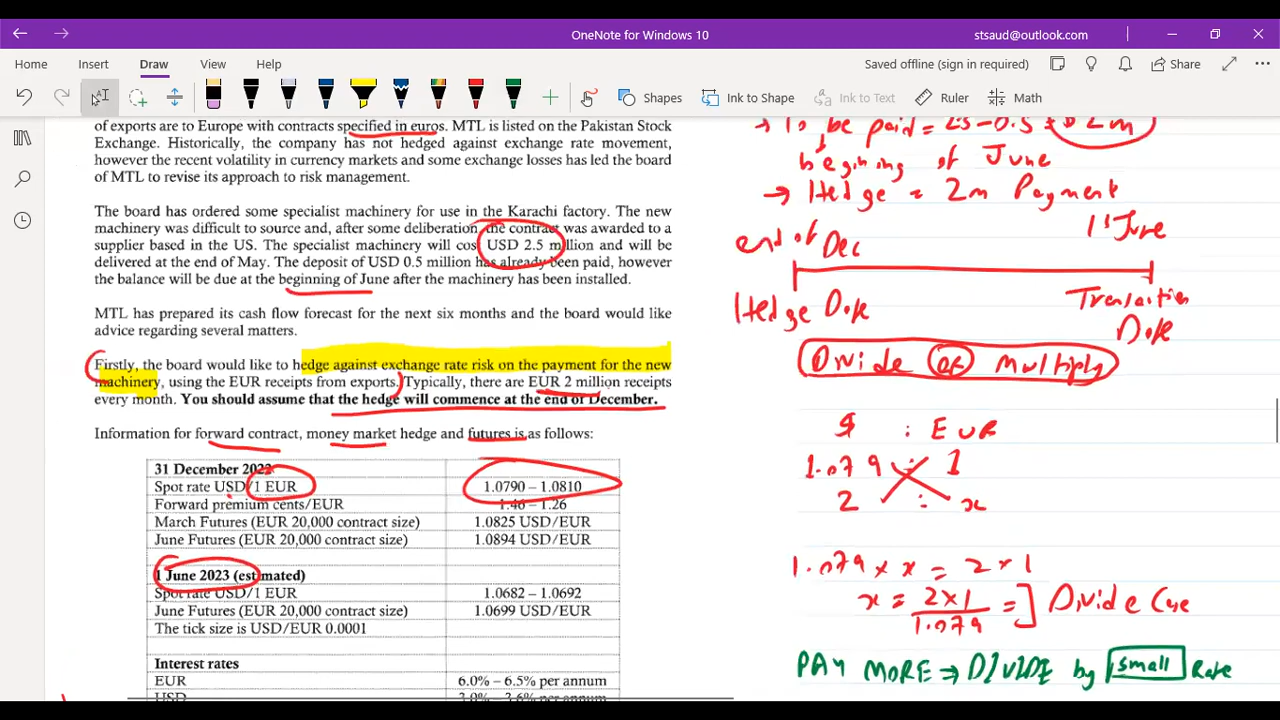 OneNote for Windows 10
stsaud@outlook.com
Home Insert Draw View Help
Saved offline (sign in required)
Share
Shapes
Ink to Shape
Ink to Text
Ruler
Math
of exports are to Europe with contracts specified in euros. MTL is listed on the Pakistan Stock
Exchange. Historically, the company has not hedged against exchange rate movement,
however the recent volatility in currency markets and some exchange losses has led the board
of MTL to revise its approach to risk management.
The board has ordered some specialist machinery for use in the Karachi factory. The new
machinery was difficult to source and, after some deliberation, the contract was awarded to a
supplier based in the US. The specialist machinery will cost USD 2.5 million and will be
delivered at the end of May. The deposit of USD 0.5 million has already been paid, however
the balance will be due at the beginning of June after the machinery has been installed.
MTL has prepared its cash flow forecast for the next six months and the board would like
advice regarding several matters.
Firstly, the board would like to hedge against exchange rate risk on the payment for the new
machinery, using the EUR receipts from exports. Typically, there are EUR 2 million receipts
every month. You should assume that the hedge will commence at the end of December.
Information for forward contract, money market hedge and futures is as follows:
31 December 2022
Spot rate USD/1 EUR 1.0790 – 1.0810
Forward premium cents/EUR 1.46 – 1.26
March Futures (EUR 20,000 contract size) 1.0825 USD/EUR
June Futures (EUR 20,000 contract size) 1.0894 USD/EUR
1 June 2023 (estimated)
Spot rate USD/1 EUR 1.0682 – 1.0692
June Futures (EUR 20,000 contract size) 1.0699 USD/EUR
The tick size is USD/EUR 0.0001
Interest rates
EUR 6.0% – 6.5% per annum
USD
→ To be paid = 2.5 - 0.5 = $ 2m
begining of June
→ Hedge = 2m Payment
end of Dec 1st June
Hedge Date Transaction
Date
Divide OR Multiply
$ : EUR
1.079 : 1
2 : x
1.079 x x = 2 x 1
x = 2x1 / 1.079 = ] Divide Case
PAY MORE → DIVIDE by small Rate